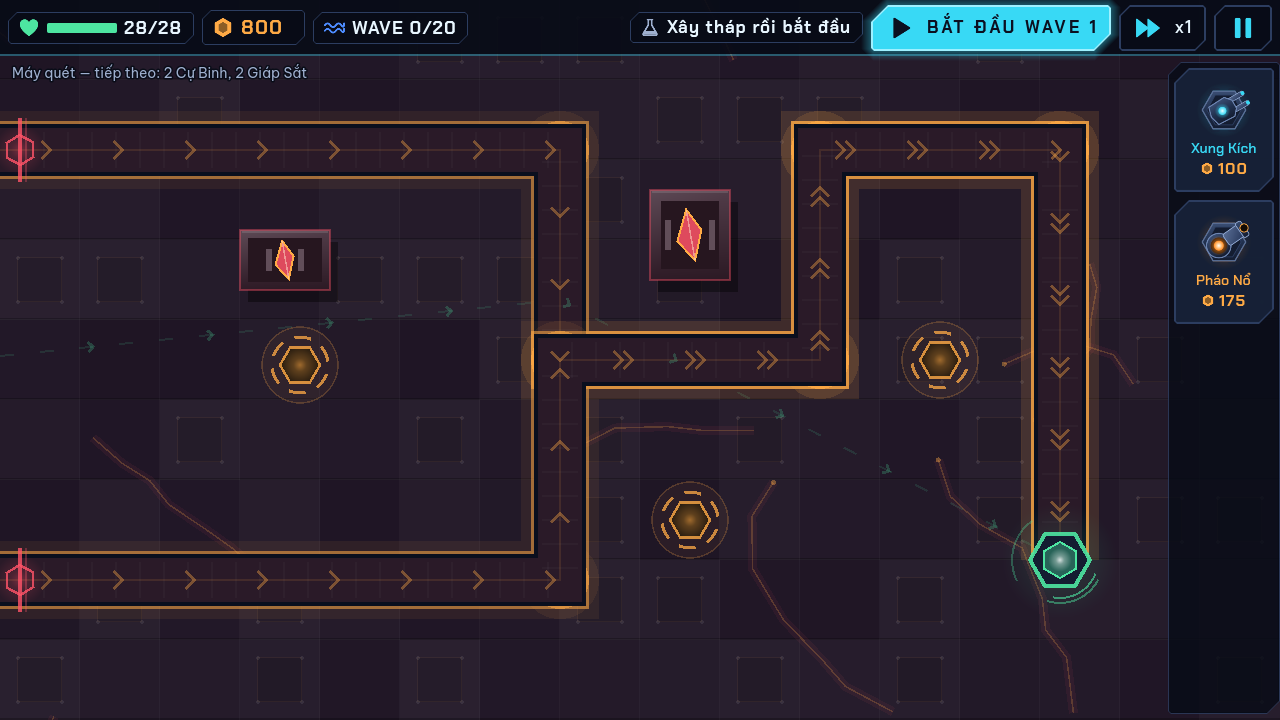 28/28
800
WAVE 0/20
Xây tháp rồi bắt đầu
BẮT ĐẦU WAVE 1
x1
Máy quét — tiếp theo: 2 Cự Binh, 2 Giáp Sắt
Xung Kích
100
Pháo Nổ
175